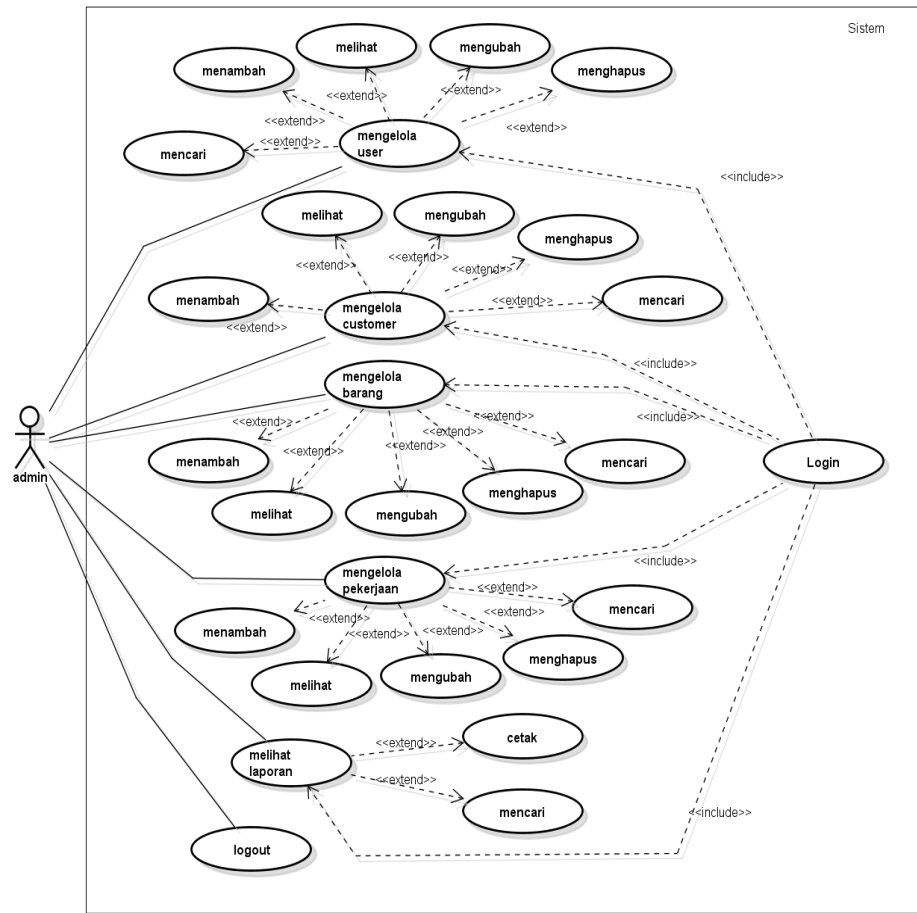 Sistem
melihat
mengubah
menambah
menghapus
<<extend>>
<<extend>>
<<extend>>
<<extend>>
<<extend>>
mencari
mengelola
user
<<include>>
melihat
mengubah
menghapus
<<extend>>
<<extend>>
<<extend>>
menambah
<<extend>>
mencari
<<extend>>
mengelola
customer
<<include>>
mengelola
barang
<<include>>
<<extend>>
<<extend>>
<<extend>>
<<extend>>
<<extend>>
menambah
mencari
melihat
mengubah
menghapus
Login
admin
mengelola
pekerjaan
<<include>>
<<extend>>
<<extend>>
<<extend>>
<<extend>>
<<extend>>
mencari
menambah
menghapus
melihat
mengubah
melihat
laporan
<<extend>>
cetak
<<extend>>
mencari
<<include>>
logout